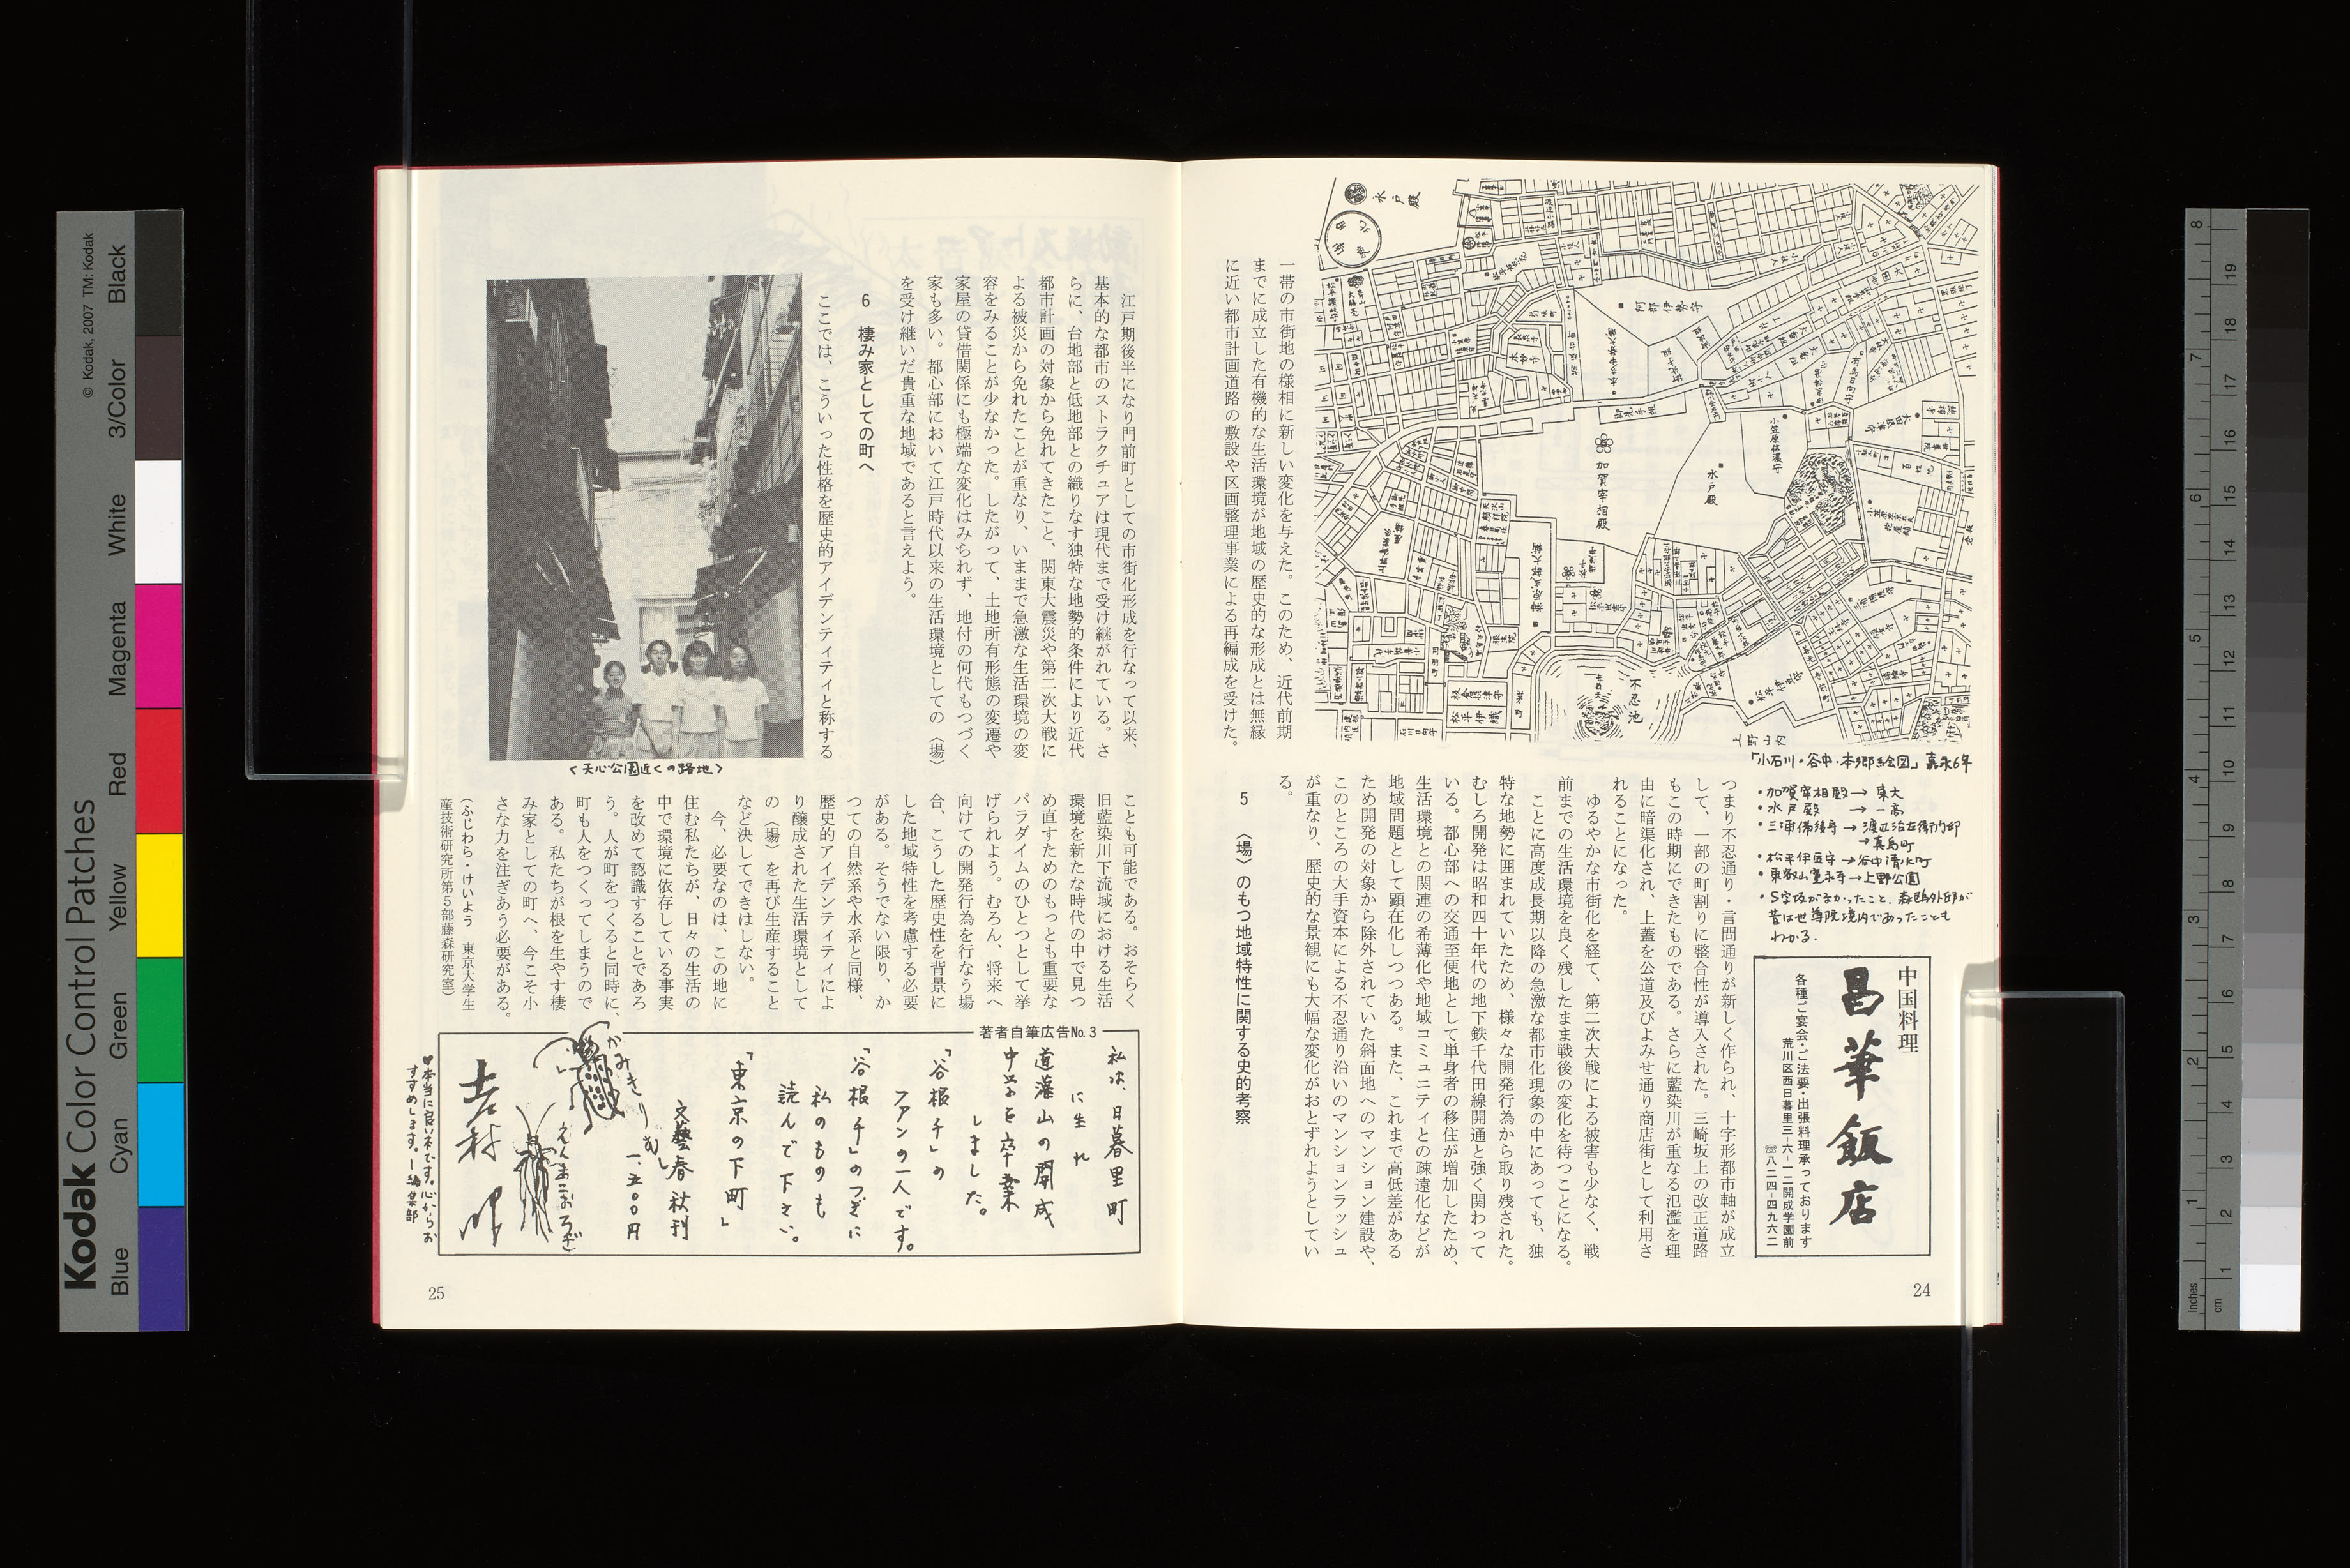 水戸殿
阿部伊勢守
加賀宰相殿
水戸殿
不忍池
御先手組
板倉摂津守
上野山内
「小石川・谷中・本郷絵図」嘉永6年
・加賀宰相殿→東大
・水戸殿→一高
・三浦備後守→渡辺治右衛門邸
→真島町
・松平伊豆守→谷中清水町
・東叡山寛永寺→上野公園
・S字坂がなかったこと、森鴎外邸が
昔は世尊院境内であったことも
わかる.
一帯の市街地の様相に新しい変化を与えた。このため、近代前期
までに成立した有機的な生活環境が地域の歴史的な形成とは無縁
に近い都市計画道路の敷設や区画整理事業による再編成を受けた。
つまり不忍通り・言問通りが新しく作られ、十字形都市軸が成立
して、一部の町割りに整合性が導入された。三崎坂上の改正道路
もこの時期にできたものである。さらに藍染川が重なる氾濫を理
由に暗渠化され、上蓋を公道及びよみせ通り商店街として利用さ
れることになった。
ゆるやかな市街化を経て、第二次大戦による被害も少なく、戦
前までの生活環境を良く残したまま戦後の変化を待つことになる。
ことに高度成長期以降の急激な都市化現象の中にあっても、独
特な地勢に囲まれていたため、様々な開発行為から取り残された。
むしろ開発は昭和四十年代の地下鉄千代田線開通と強く関わって
いる。都心部への交通至便地として単身者の移住が増加したため、
生活環境との関連の希薄化や地域コミュニティとの疎遠化などが
地域問題として顕在化しつつある。また、これまで高低差がある
ため開発の対象から除外されていた斜面地へのマンション建設や、
このところの大手資本による不忍通り沿いのマンションラッシュ
が重なり、歴史的な景観にも大幅な変化がおとずれようとしてい
る。
5 〈場〉のもつ地域特性に関する史的考察
中国料理
昌華飯店
各種ご宴会・ご法要・出張料理承っております
荒川区西日暮里三-六-一二開成学園前
☎八二四-四九六二
24
江戸期後半になり門前町としての市街化形成を行なって以来、
基本的な都市のストラクチュアは現代まで受け継がれている。さ
らに、台地部と低地部との織りなす独特な地勢的条件により近代
都市計画の対象から免れてきたこと、関東大震災や第二次大戦に
よる被災から免れたことが重なり、いままで急激な生活環境の変
容をみることが少なかった。したがって、土地所有形態の変遷や
家屋の貸借関係にも極端な変化はみられず、地付の何代もつづく
家も多い。都心部において江戸時代以来の生活環境としての〈場〉
を受け継いだ貴重な地域であると言えよう。
6 棲み家としての町へ
ここでは、こういった性格を歴史的アイデンティティと称する
<天心公園近くの路地>
ことも可能である。おそらく
旧藍染川下流域における生活
環境を新たな時代の中で見つ
め直すためのもっとも重要な
パラダイムのひとつとして挙
げられよう。むろん、将来へ
向けての開発行為を行なう場
合、こうした歴史性を背景に
した地域特性を考慮する必要
がある。そうでない限り、か
つての自然系や水系と同様、
歴史的アイデンティティによ
り醸成された生活環境として
の〈場〉を再び生産すること
など決してできはしない。
今、必要なのは、この地に
住む私たちが、日々の生活の
中で環境に依存している事実
を改めて認識することであろ
う。人が町をつくると同時に、
町も人をつくってしまうので
ある。私たちが根を生やす棲
み家としての町へ、今こそ小
さな力を注ぎあう必要がある。
(ふじわら・けいよう 東京大学生
産技術研究所第5部藤森研究室)
著者自筆広告No.3
私は、日暮里町
に生れ
道灌山の開成
中学を卒業
しました。
「谷根千」の
ファンの一人です。
「谷根千」のつぎに
私のものも
読んで下さい。
「東京の下町」
文藝春秋刊
一、五〇〇円
かみきりむし
えんまこおろぎ
吉村昭
♥本当に良い本です。心からお
すすめします。—編集部
25
Kodak Color Control Patches
© Kodak, 2007 TM: Kodak
Blue Cyan Green Yellow Red Magenta White 3/Color Black
inches 1 2 3 4 5 6 7 8
cm 1 2 3 4 5 6 7 8 9 10 11 12 13 14 15 16 17 18 19